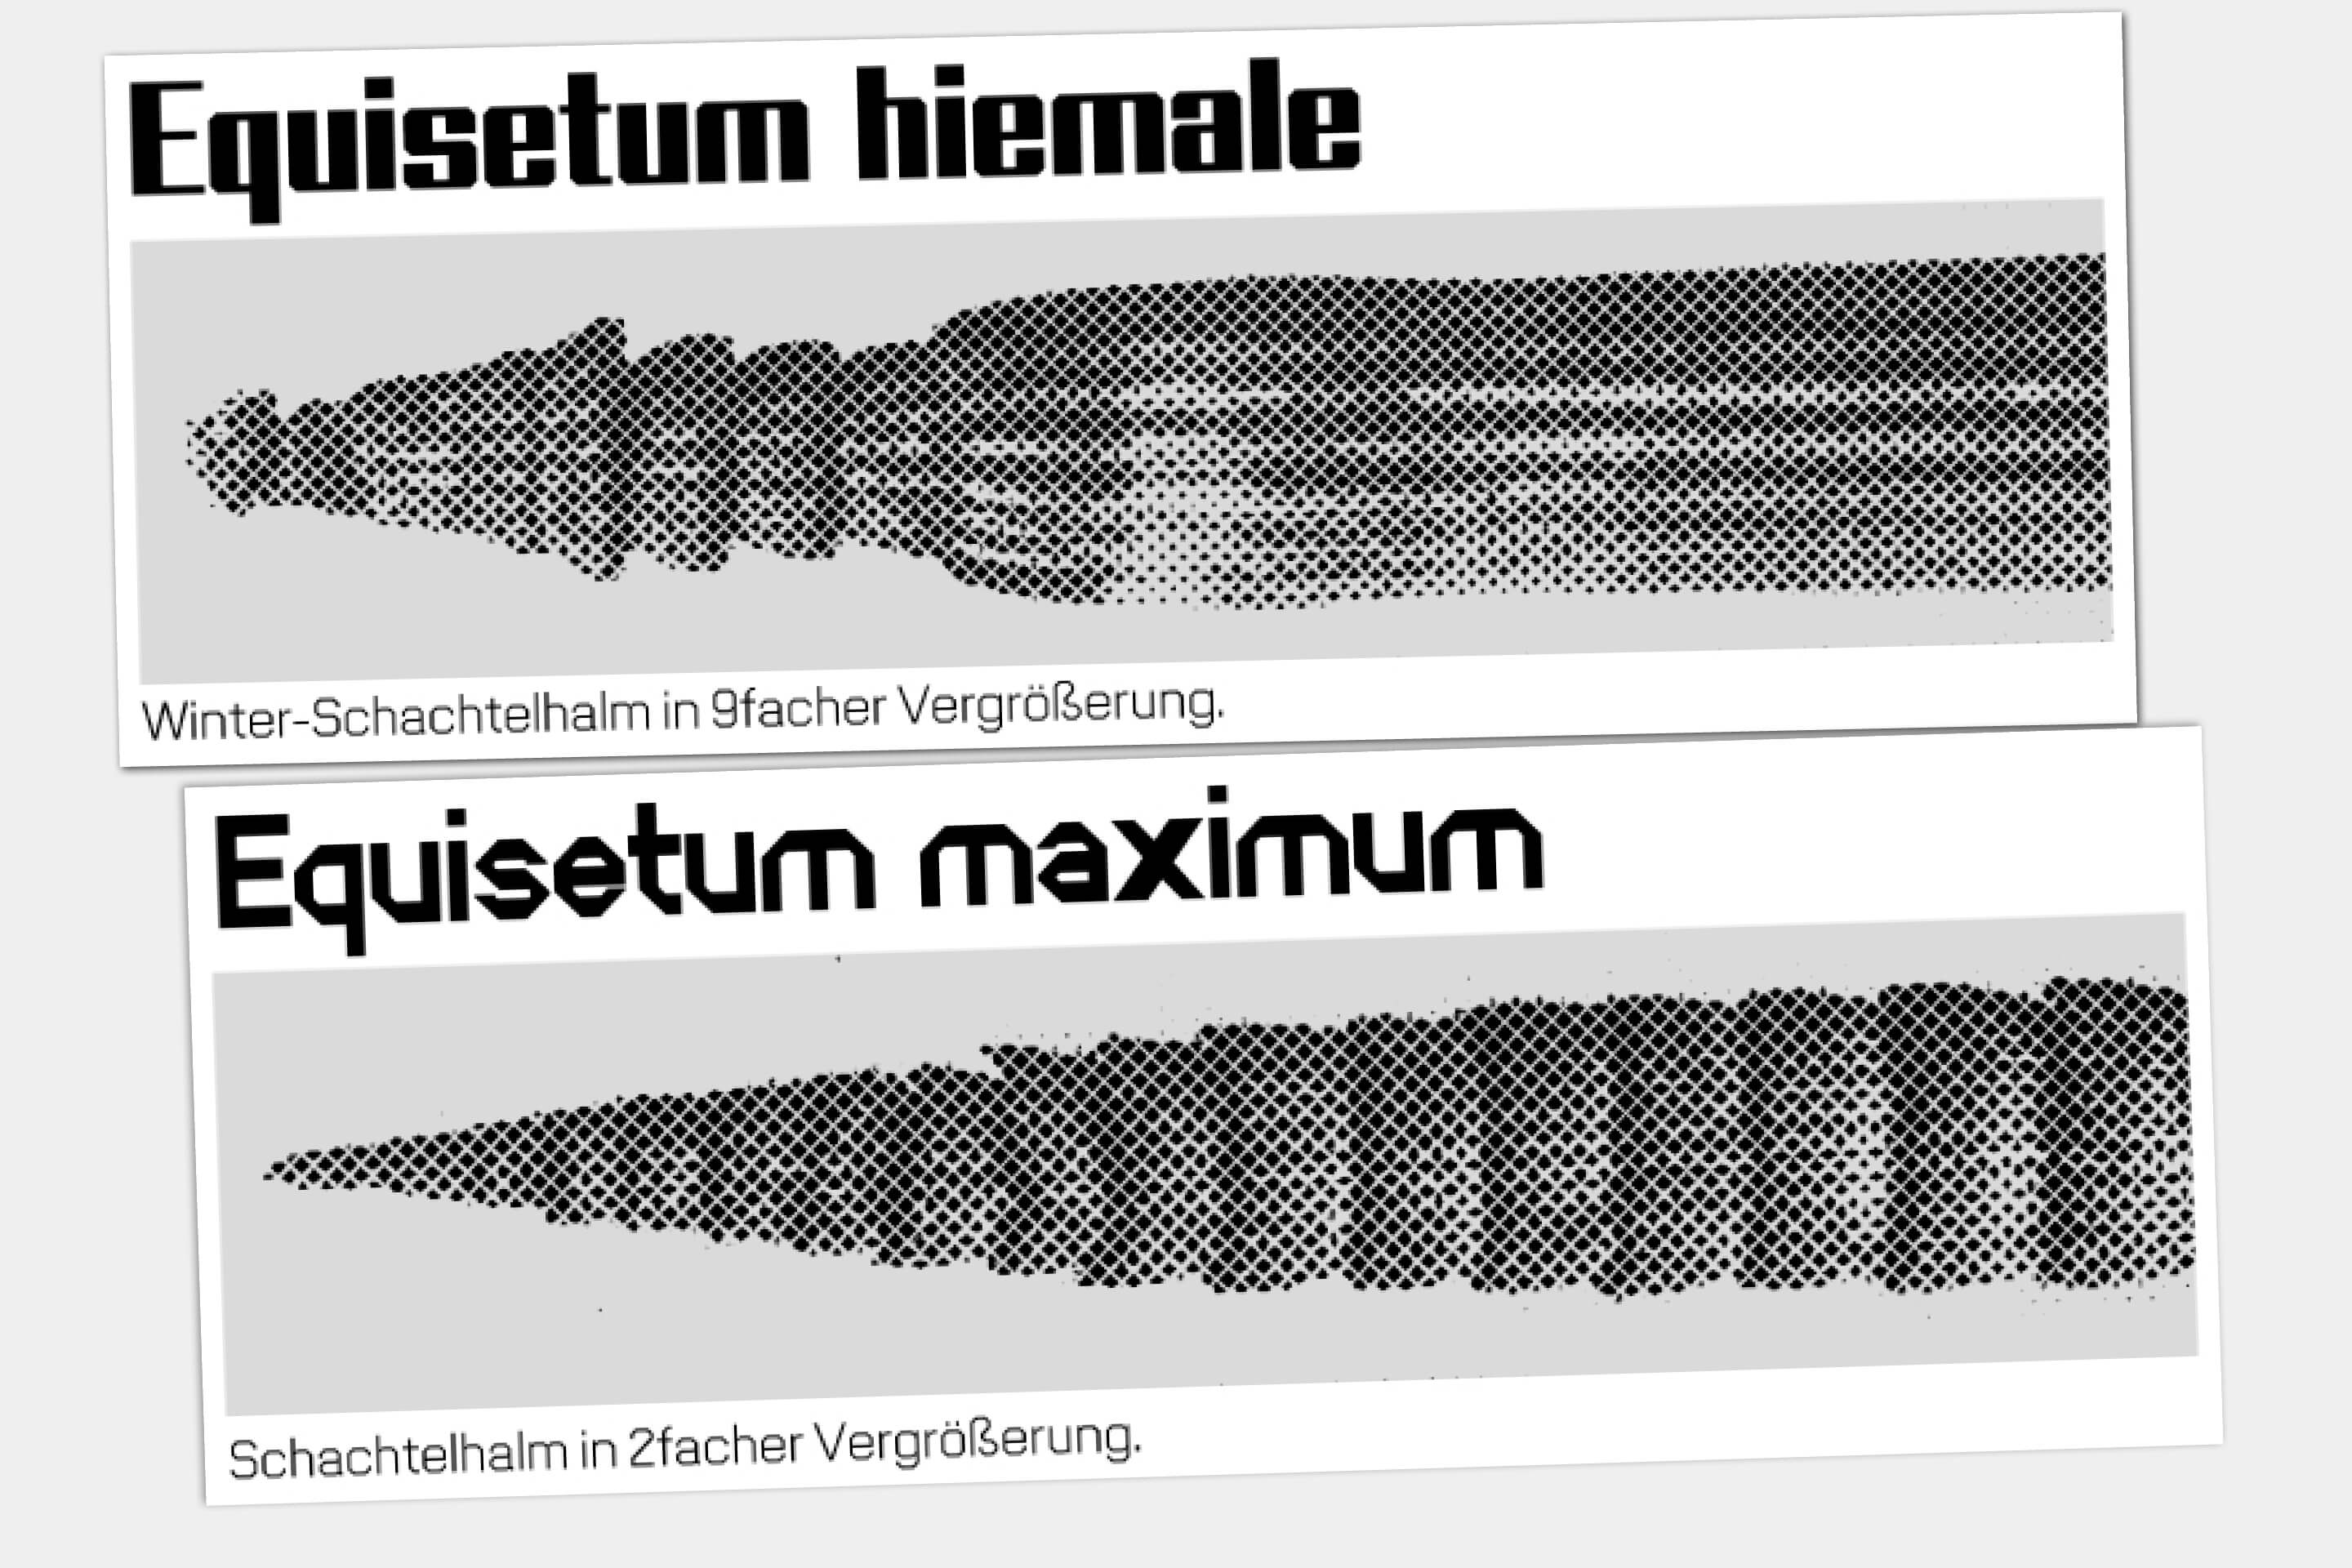 Equisetum hiemale
Winter-Schachtelhalm in 9facher Vergrößerung.
Equisetum maximum
Schachtelhalm in 2facher Vergrößerung.